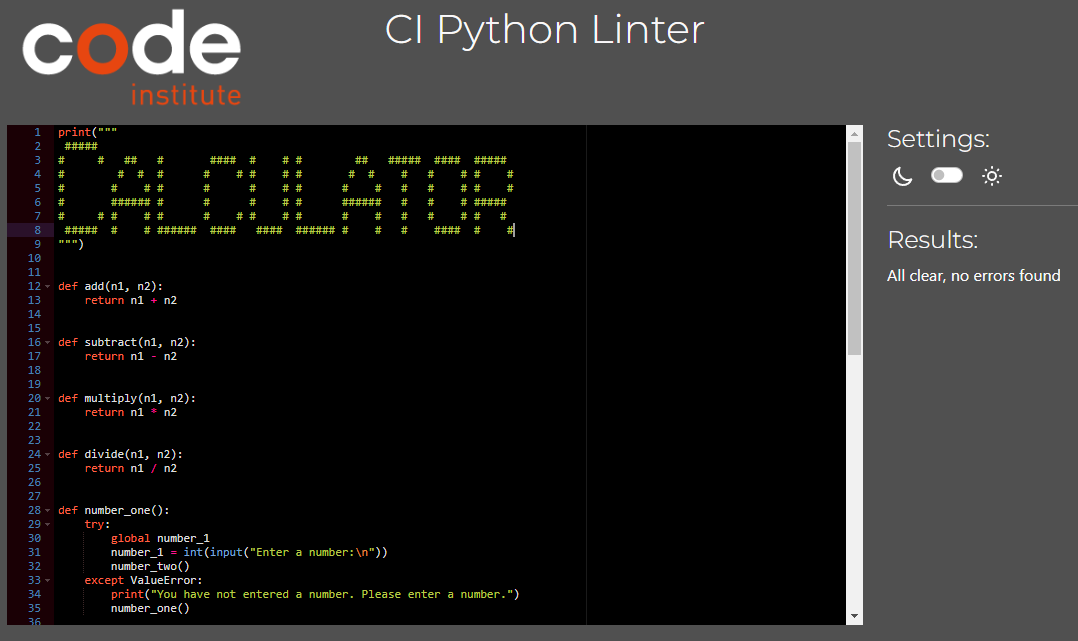 code
institute
CI Python Linter
1 print("""
2  #####
3 #     #   ##   #       ####  #    # #        ##   #####  ####  #####
4 #        #  #  #      #    # #    # #       #  #    #   #    # #    #
5 #       #    # #      #      #    # #      #    #   #   #    # #    #
6 #       ###### #      #      #    # #      ######   #   #    # #####
7 #     # #    # #      #    # #    # #      #    #   #   #    # #   #
8  #####  #    # ######  ####   ####  ###### #    #   #    ####  #    #
9 """)
10
11
12 def add(n1, n2):
13     return n1 + n2
14
15
16 def subtract(n1, n2):
17     return n1 - n2
18
19
20 def multiply(n1, n2):
21     return n1 * n2
22
23
24 def divide(n1, n2):
25     return n1 / n2
26
27
28 def number_one():
29     try:
30         global number_1
31         number_1 = int(input("Enter a number:\n"))
32         number_two()
33     except ValueError:
34         print("You have not entered a number. Please enter a number.")
35         number_one()
36
Settings:
Results:
All clear, no errors found